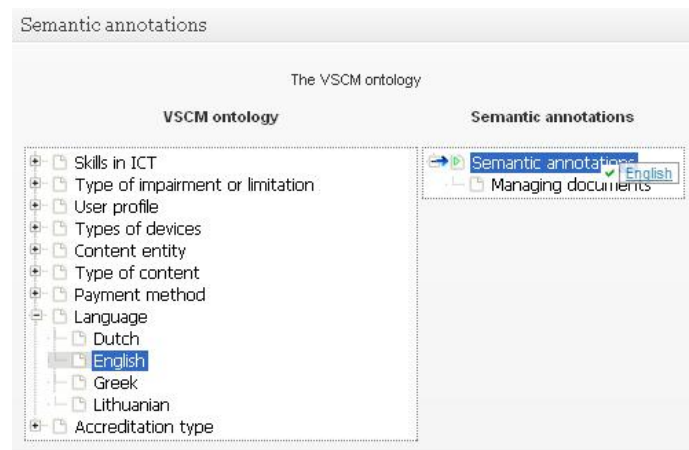 Semantic annotations
The VSCM ontology
VSCM ontology
Semantic annotations
Skills in ICT
Type of impairment or limitation
User profile
Types of devices
Content entity
Type of content
Payment method
Language
Dutch
English
Greek
Lithuanian
Accreditation type
Semantic annotations
English
Managing documents